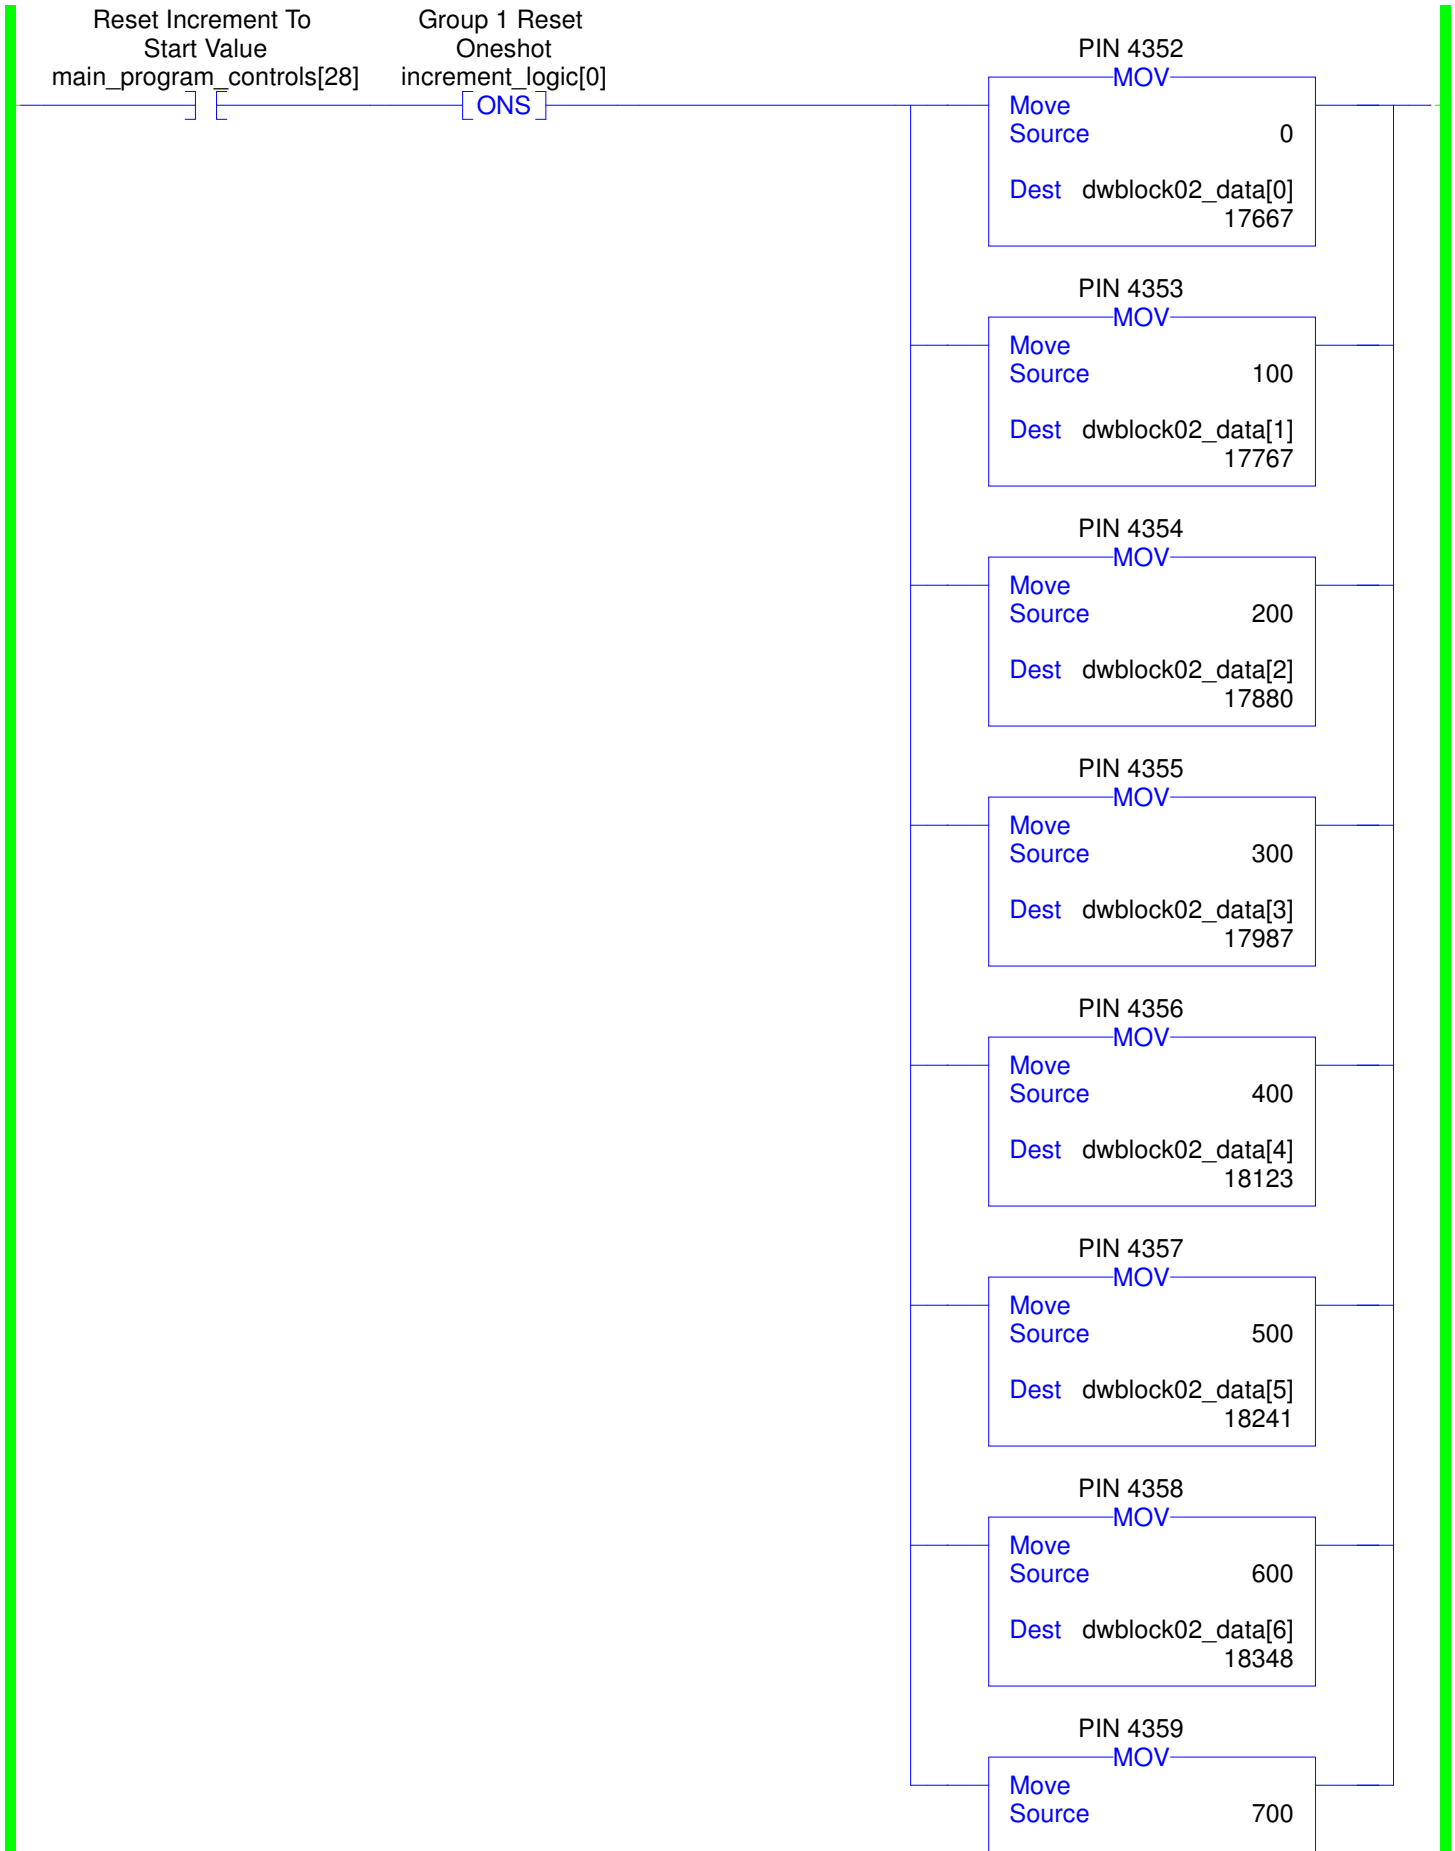 Reset Increment To
Start Value
main_program_controls[28]
Group 1 Reset
Oneshot
increment_logic[0]
ONS
PIN 4352
MOV
Move
Source 0
Dest dwblock02_data[0]
17667
PIN 4353
MOV
Move
Source 100
Dest dwblock02_data[1]
17767
PIN 4354
MOV
Move
Source 200
Dest dwblock02_data[2]
17880
PIN 4355
MOV
Move
Source 300
Dest dwblock02_data[3]
17987
PIN 4356
MOV
Move
Source 400
Dest dwblock02_data[4]
18123
PIN 4357
MOV
Move
Source 500
Dest dwblock02_data[5]
18241
PIN 4358
MOV
Move
Source 600
Dest dwblock02_data[6]
18348
PIN 4359
MOV
Move
Source 700